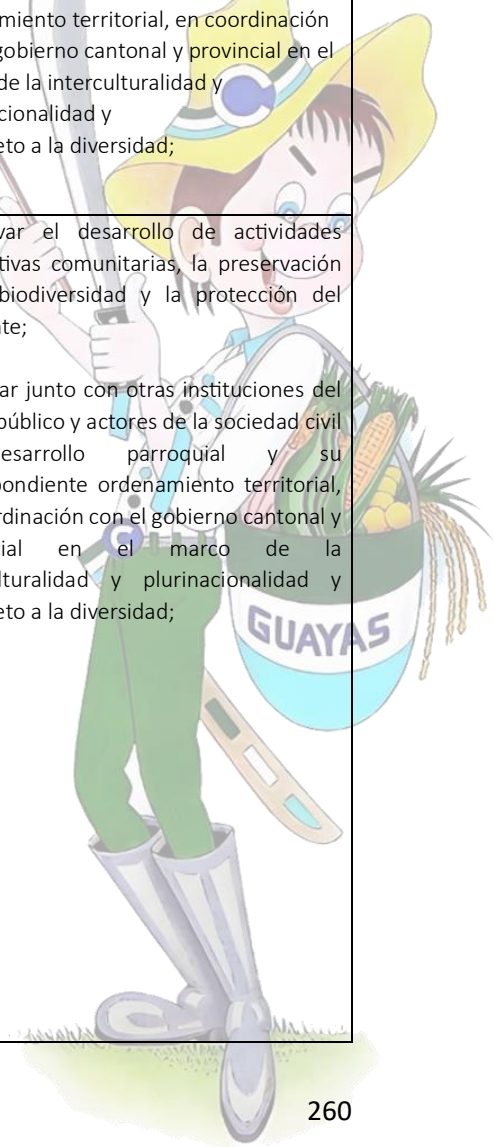 miento territorial, en coordinación
gobierno cantonal y provincial en el
de la interculturalidad y
cionalidad y
eto a la diversidad;
var el desarrollo de actividades
tivas comunitarias, la preservación
biodiversidad y la protección del
nte;
ar junto con otras instituciones del
público y actores de la sociedad civil
esarrollo parroquial y su
pondiente ordenamiento territorial,
rdinación con el gobierno cantonal y
cial en el marco de la
lturalidad y plurinacionalidad y
eto a la diversidad;
GUAYAS
260